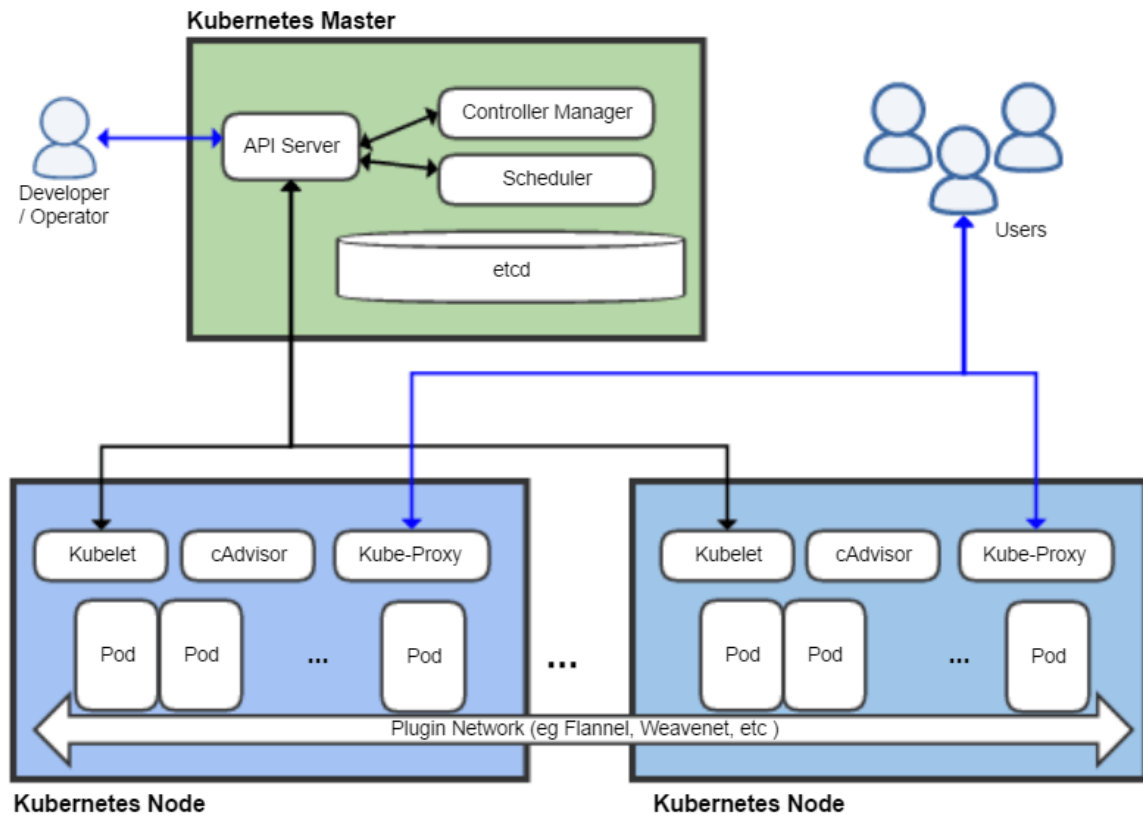 Kubernetes Master
API Server
Controller Manager
Scheduler
etcd
Developer
/ Operator
Users
Kubelet
cAdvisor
Kube-Proxy
Kubelet
cAdvisor
Kube-Proxy
Pod
Pod
...
Pod
...
Pod
Pod
...
Pod
Plugin Network (eg Flannel, Weavenet, etc )
Kubernetes Node
Kubernetes Node